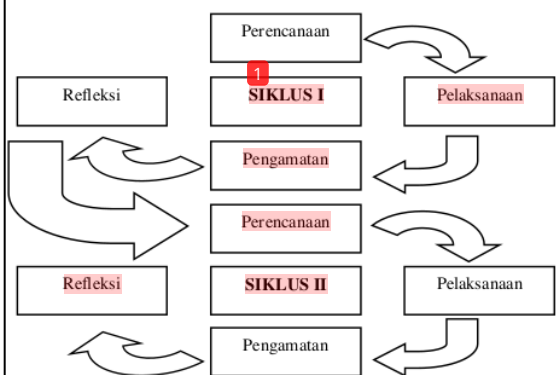 Perencanaan
1
Refleksi
SIKLUS I
Pelaksanaan
Pengamatan
Perencanaan
Refleksi
SIKLUS II
Pelaksanaan
Pengamatan